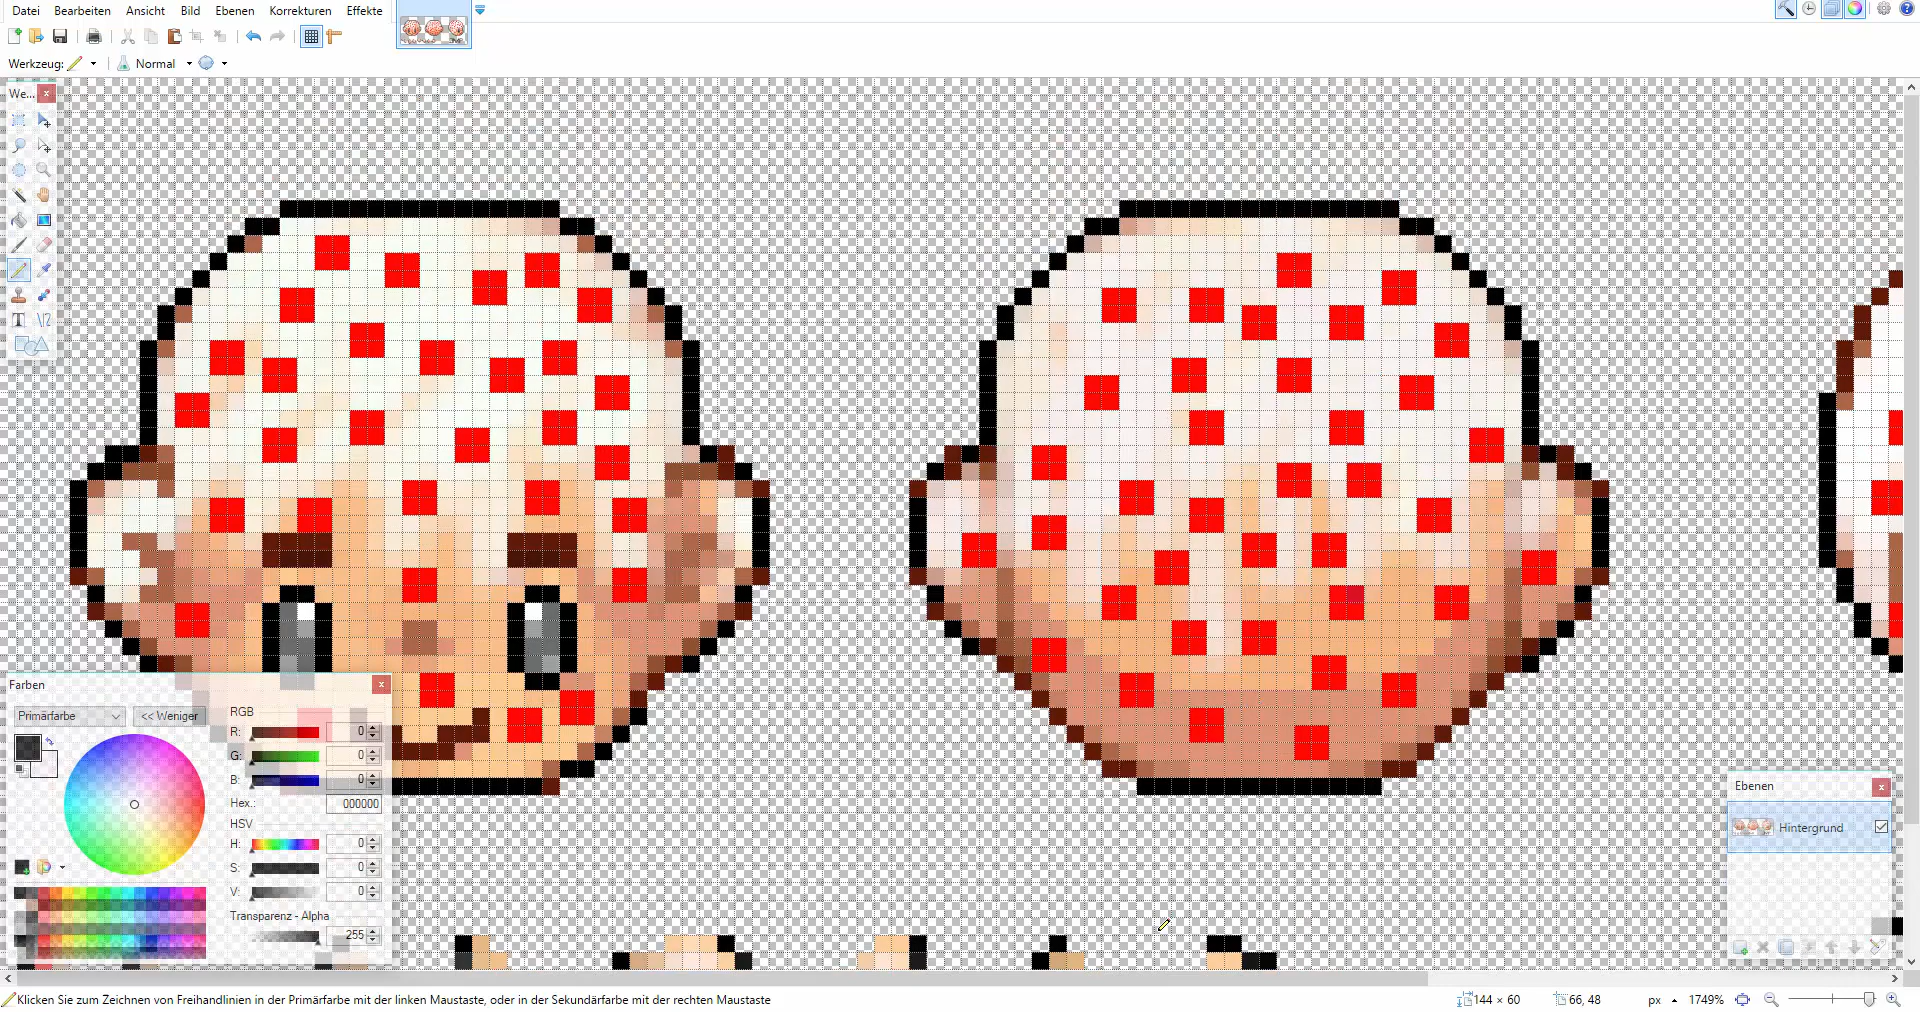 Datei Bearbeiten Ansicht Bild Ebenen Korrekturen Effekte
Werkzeug: Normal
We...
Farben
Primärfarbe << Weniger
RGB
R: 0
G: 0
B: 0
Hex.: 000000
HSV
H: 0
S: 0
V: 0
Transparenz - Alpha
255
Ebenen
Hintergrund
Klicken Sie zum Zeichnen von Freihandlinien in der Primärfarbe mit der linken Maustaste, oder in der Sekundärfarbe mit der rechten Maustaste 144 × 60 66, 48 px 1749%